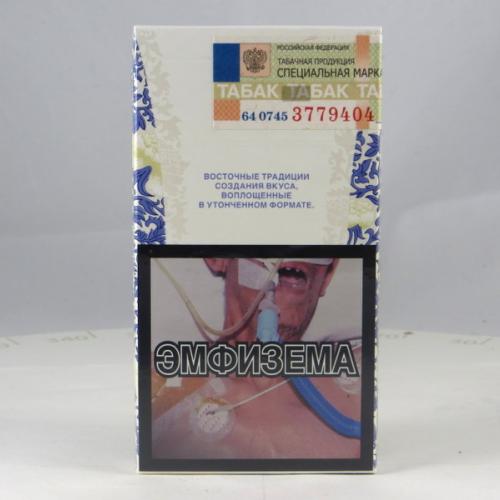 РОССИЙСКАЯ ФЕДЕРАЦИЯ
ТАБАЧНАЯ ПРОДУКЦИЯ
СПЕЦИАЛЬНАЯ МАРКА
ТАБАК ТАБАК ТА
64 0745 3779404
ВОСТОЧНЫЕ ТРАДИЦИИ
СОЗДАНИЯ ВКУСА,
ВОПЛОЩЕННЫЕ
В УТОНЧЕННОМ ФОРМАТЕ.
ЭМФИЗЕМА